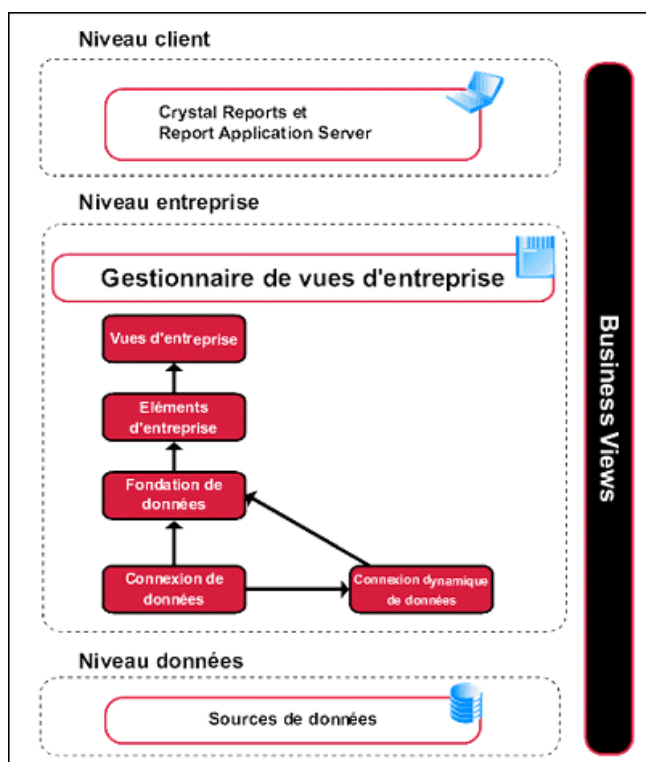 Niveau client
Crystal Reports et
Report Application Server
Niveau entreprise
Gestionnaire de vues d'entreprise
Vues d'entreprise
Eléments
d'entreprise
Fondation de
données
Connexion de
données
Connexion dynamique
de données
Niveau données
Sources de données
Business Views